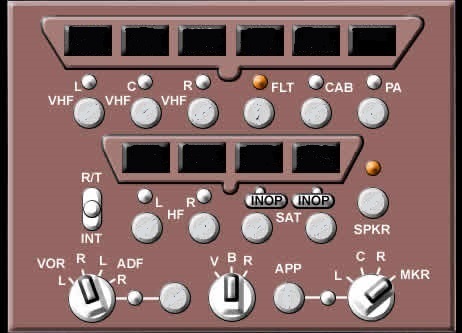 L C R FLT CAB PA
VHF VHF VHF
R/T
L HF R INOP INOP
SAT
INT SPKR
VOR L R L R ADF V B R APP L C R MKR